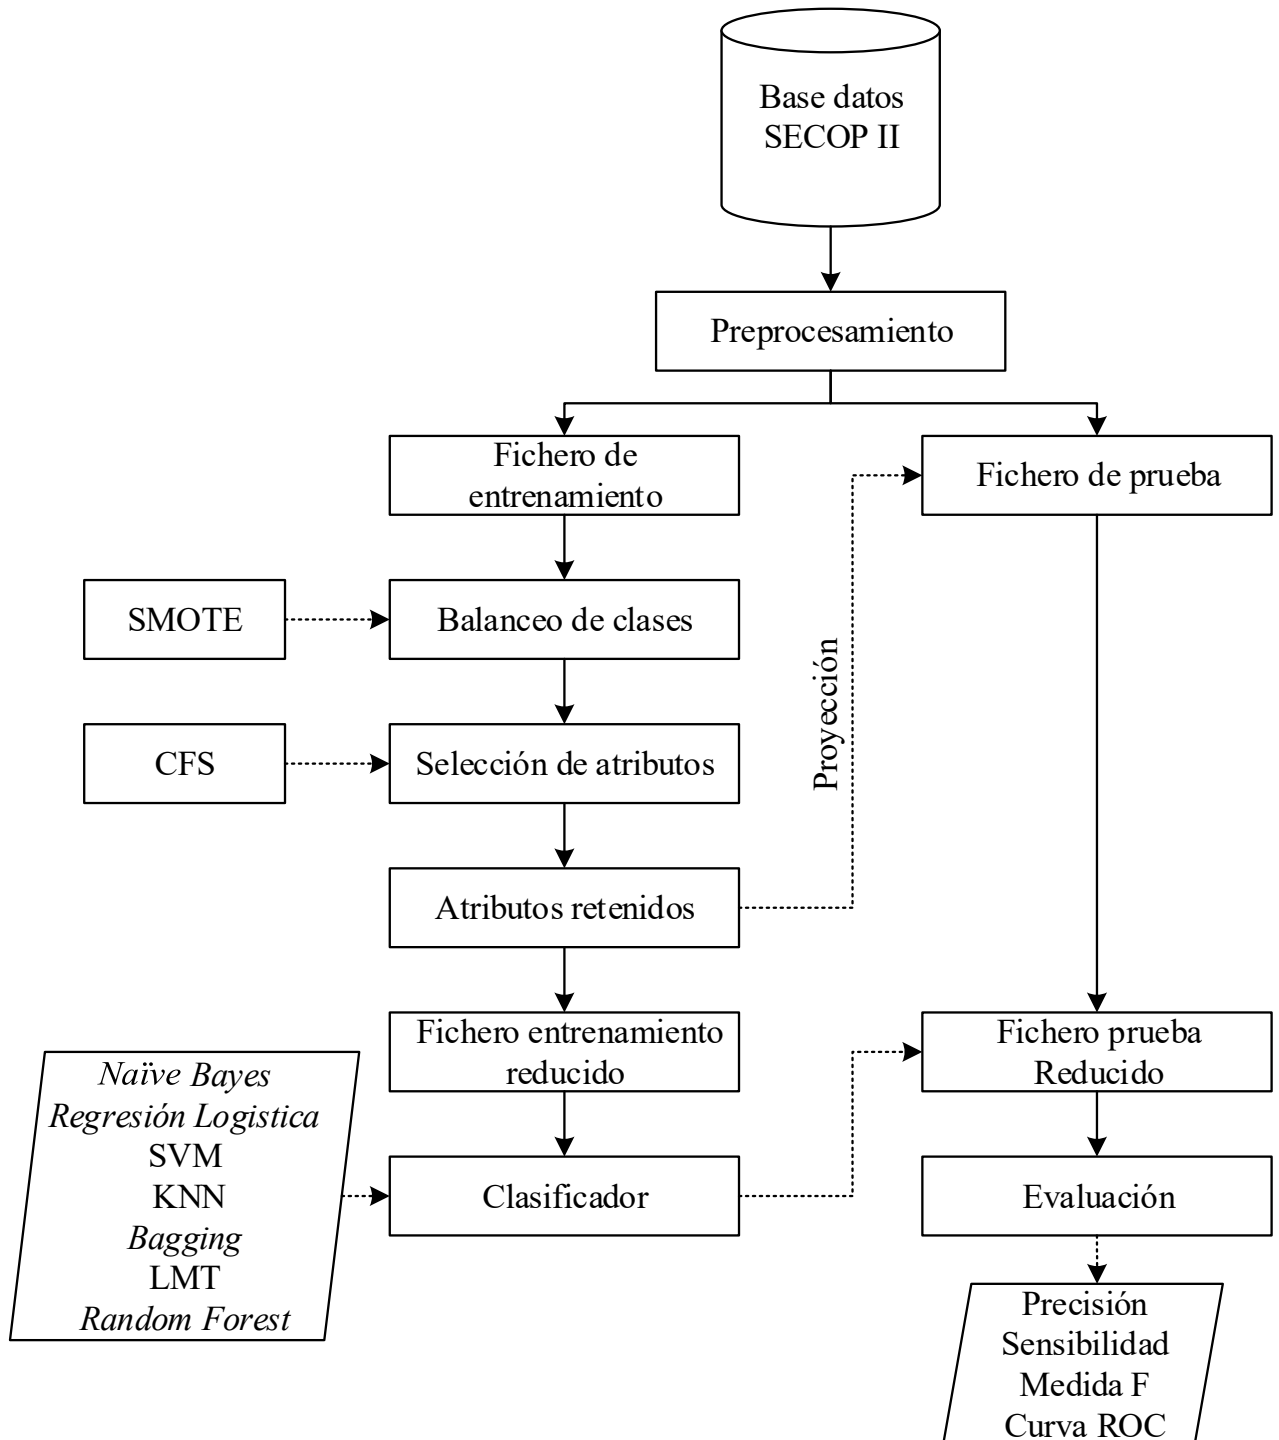 Base datos
SECOP II
Preprocesamiento
Fichero de
entrenamiento
Fichero de prueba
SMOTE
Balanceo de clases
Proyección
CFS
Selección de atributos
Atributos retenidos
Fichero entrenamiento
reducido
Fichero prueba
Reducido
Naïve Bayes
Regresión Logistica
SVM
KNN
Bagging
LMT
Random Forest
Clasificador
Evaluación
Precisión
Sensibilidad
Medida F
Curva ROC